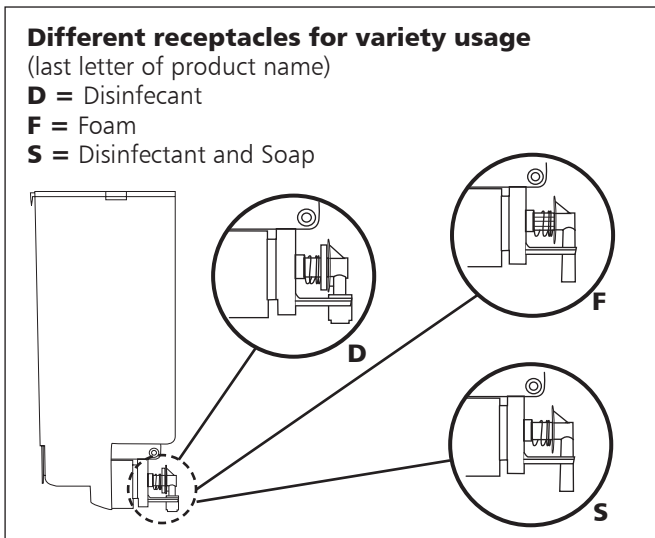 Different receptacles for variety usage
(last letter of product name)
D = Disinfecant
F = Foam
S = Disinfectant and Soap
F
D
S